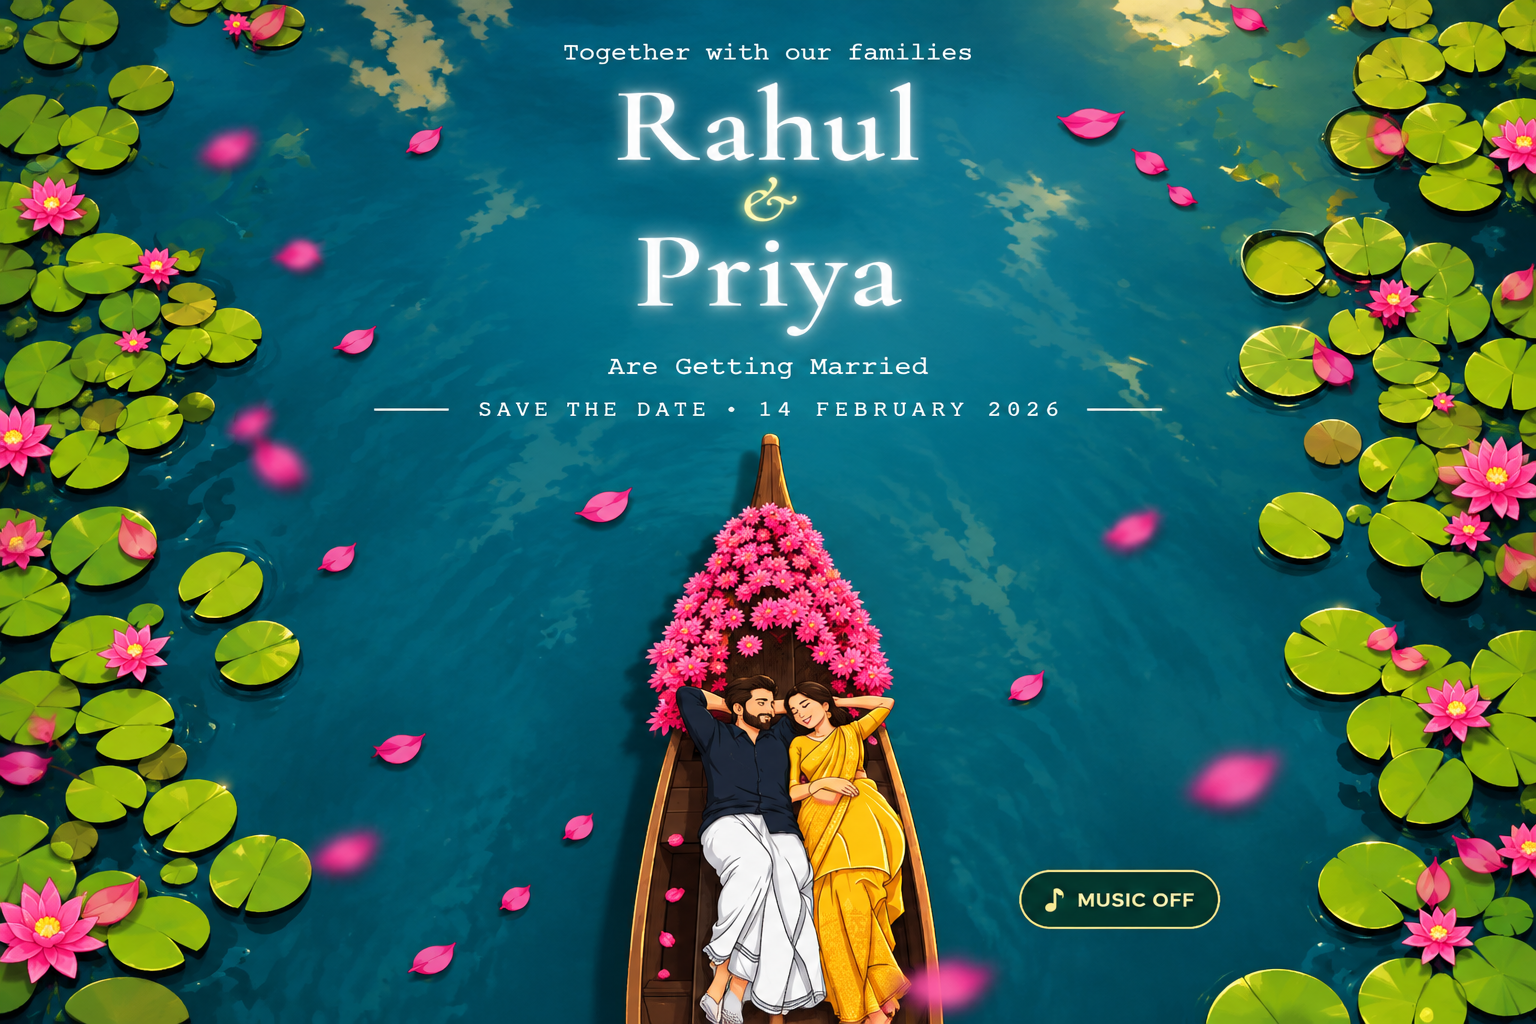 Together with our families
Rahul
&
Priya
Are Getting Married
SAVE THE DATE • 14 FEBRUARY 2026
MUSIC OFF